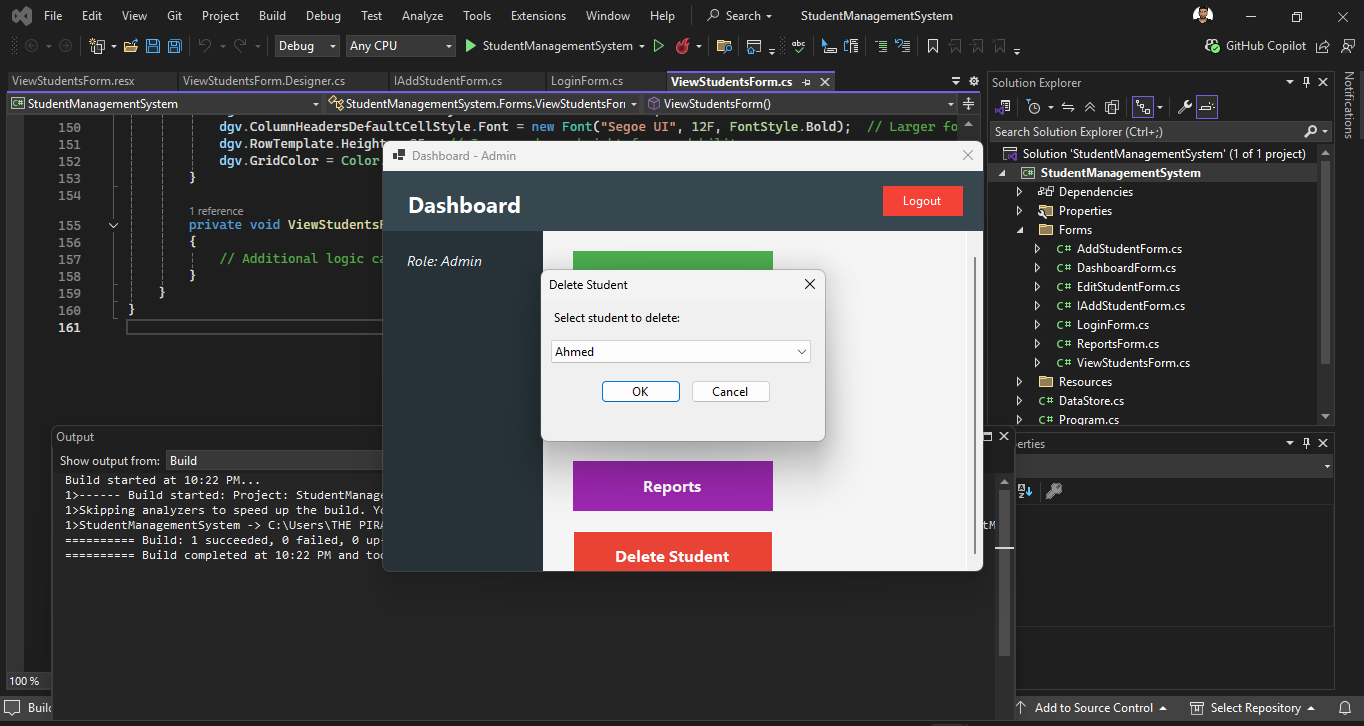 File Edit View Git Project Build Debug Test Analyze Tools Extensions Window Help Search StudentManagementSystem
Debug Any CPU StudentManagementSystem GitHub Copilot
ViewStudentsForm.resx ViewStudentsForm.Designer.cs IAddStudentForm.cs LoginForm.cs ViewStudentsForm.cs
StudentManagementSystem StudentManagementSystem.Forms.ViewStudentsForm ViewStudentsForm()
150 dgv.ColumnHeadersDefaultCellStyle.Font = new Font("Segoe UI", 12F, FontStyle.Bold); // Larger fo
151 dgv.RowTemplate.Height
152 dgv.GridColor = Color
153 }
154
1 reference
155 private void ViewStudentsF
156 {
157 // Additional logic ca
158 }
159 }
160 }
161
Dashboard - Admin
Dashboard
Logout
Role: Admin
Delete Student
Select student to delete:
Ahmed
OK Cancel
Reports
Delete Student
Output
Show output from: Build
Build started at 10:22 PM...
1>------ Build started: Project: StudentManage
1>Skipping analyzers to speed up the build. Yo
1>StudentManagementSystem -> C:\Users\THE PIRA
========== Build: 1 succeeded, 0 failed, 0 up-
========== Build completed at 10:22 PM and too
100 %
Solution Explorer
Search Solution Explorer (Ctrl+;)
Solution 'StudentManagementSystem' (1 of 1 project)
StudentManagementSystem
Dependencies
Properties
Forms
C# AddStudentForm.cs
C# DashboardForm.cs
C# EditStudentForm.cs
C# IAddStudentForm.cs
C# LoginForm.cs
C# ReportsForm.cs
C# ViewStudentsForm.cs
Resources
C# DataStore.cs
C# Program.cs
erties
Notifications
Build Add to Source Control Select Repository